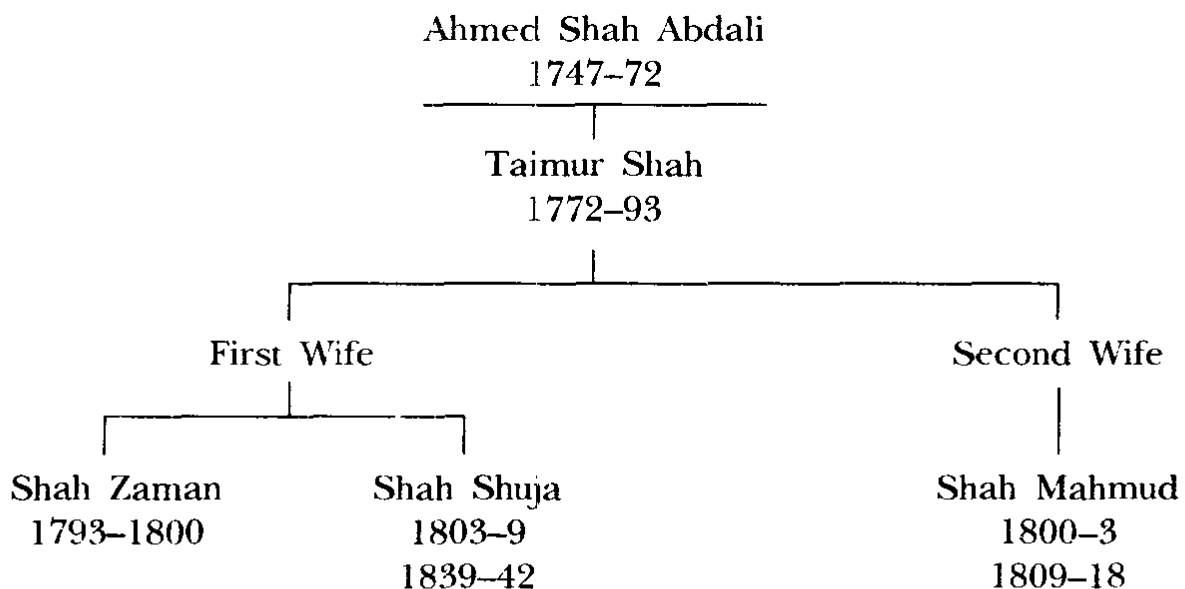 Ahmed Shah Abdali
1747–72
Taimur Shah
1772–93
First Wife
Second Wife
Shah Zaman
1793–1800
Shah Shuja
1803–9
1839–42
Shah Mahmud
1800–3
1809–18